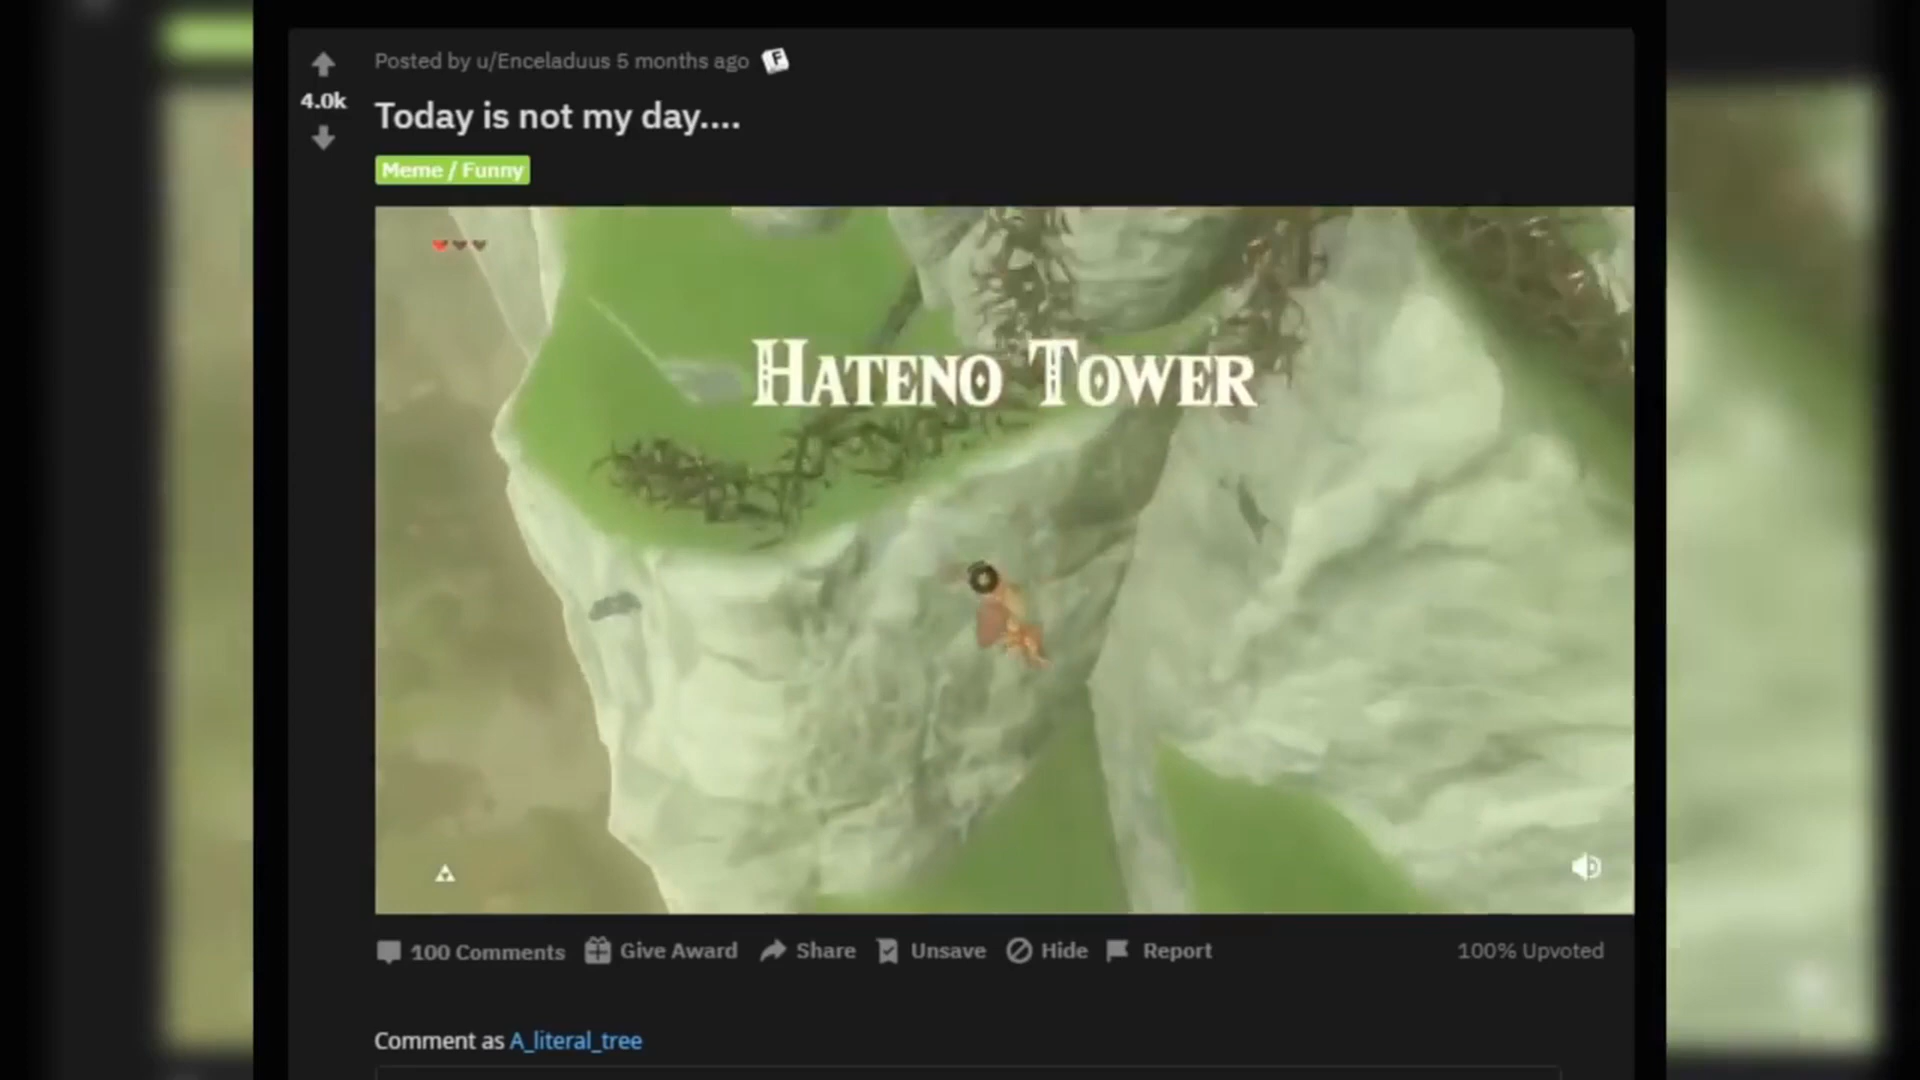 Posted by u/Enceladuus 5 months ago F
4.0k
Today is not my day....
Meme / Funny
HATENO TOWER
100 Comments Give Award Share Unsave Hide Report 100% Upvoted
Comment as A_literal_tree